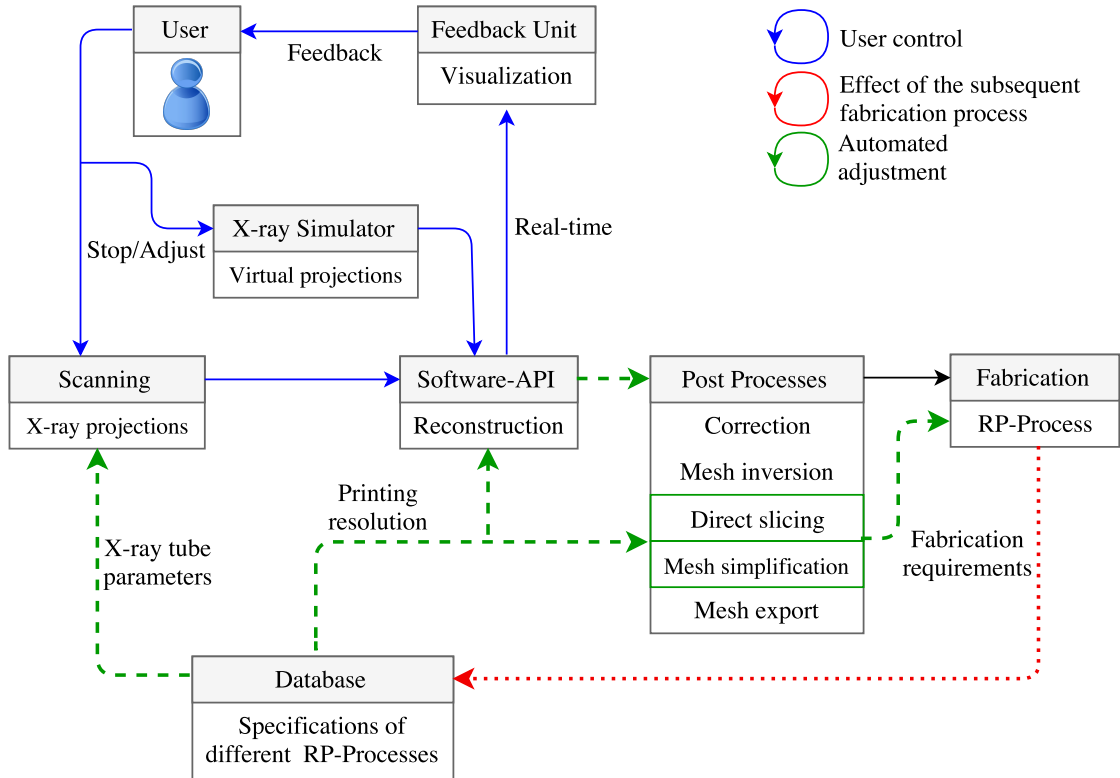 User
Feedback
Feedback Unit
Visualization
User control
Effect of the subsequent
fabrication process
Automated
adjustment
Stop/Adjust
X-ray Simulator
Virtual projections
Real-time
Scanning
X-ray projections
Software-API
Reconstruction
Post Processes
Correction
Mesh inversion
Direct slicing
Mesh simplification
Mesh export
Fabrication
RP-Process
Printing
resolution
X-ray tube
parameters
Fabrication
requirements
Database
Specifications of
different RP-Processes